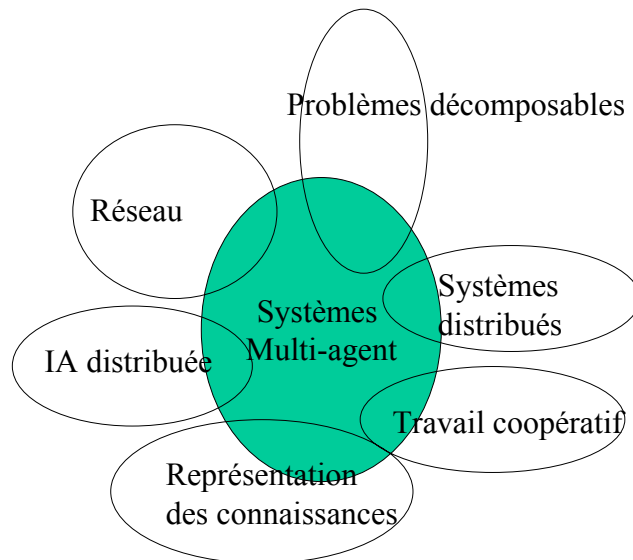 Problèmes décomposables
Réseau
Systèmes
distribués
Systèmes
Multi-agent
IA distribuée
Travail coopératif
Représentation
des connaissances